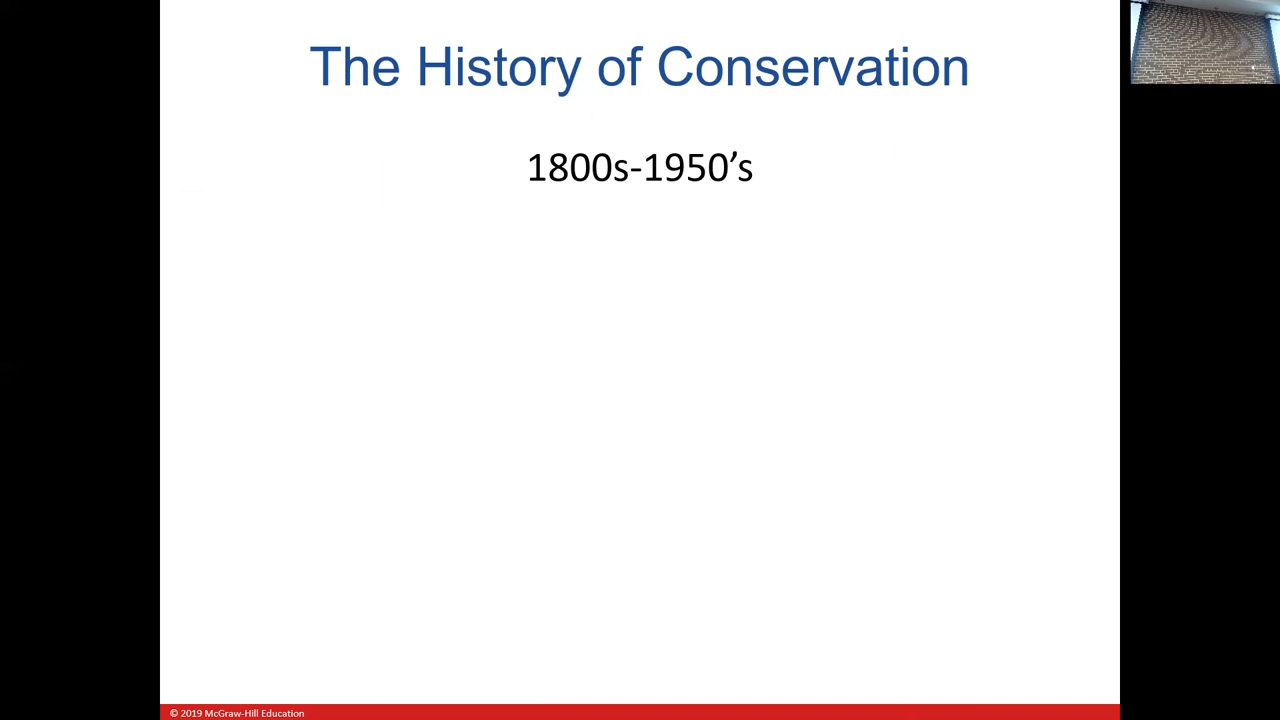 The History of Conservation
1800s-1950’s
© 2019 McGraw-Hill Education